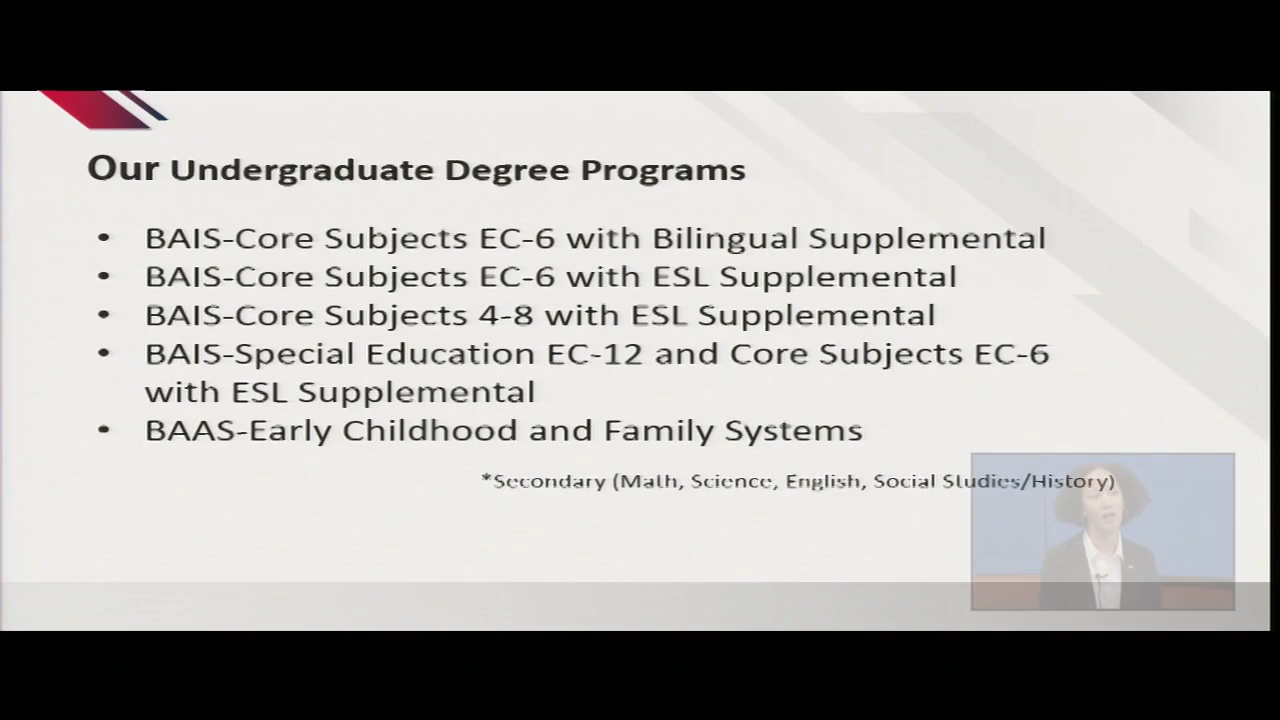 Our Undergraduate Degree Programs
• BAIS-Core Subjects EC-6 with Bilingual Supplemental
• BAIS-Core Subjects EC-6 with ESL Supplemental
• BAIS-Core Subjects 4-8 with ESL Supplemental
• BAIS-Special Education EC-12 and Core Subjects EC-6
with ESL Supplemental
• BAAS-Early Childhood and Family Systems
*Secondary (Math, Science, English, Social Studies/History)